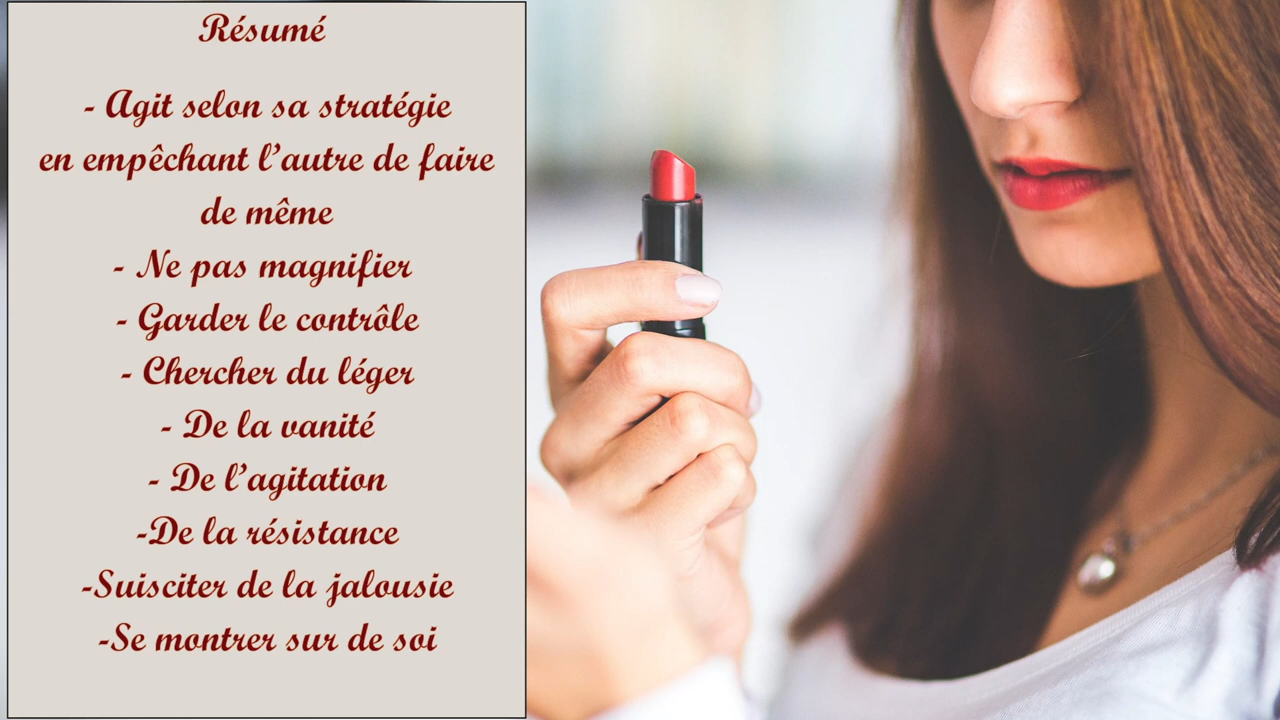 Résumé
- Agit selon sa stratégie
en empêchant l'autre de faire
de même
- Ne pas magnifier
- Garder le contrôle
- Chercher du léger
- De la vanité
- De l'agitation
-De la résistance
-Suisciter de la jalousie
-Se montrer sur de soi